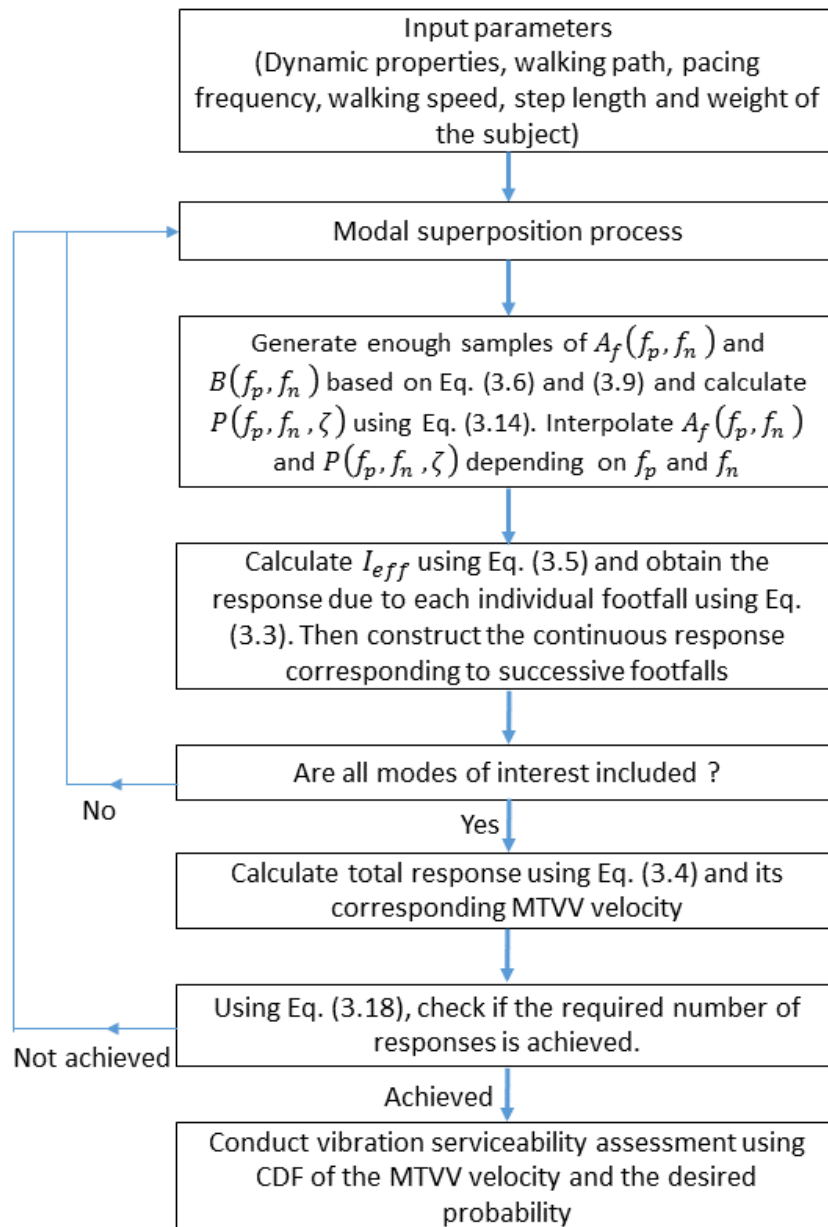 Input parameters
(Dynamic properties, walking path, pacing
frequency, walking speed, step length and weight of
the subject)
Modal superposition process
Generate enough samples of A_f(f_p, f_n) and
B(f_p, f_n) based on Eq. (3.6) and (3.9) and calculate
P(f_p, f_n, ζ) using Eq. (3.14). Interpolate A_f(f_p, f_n)
and P(f_p, f_n, ζ) depending on f_p and f_n
Calculate I_eff using Eq. (3.5) and obtain the
response due to each individual footfall using Eq.
(3.3). Then construct the continuous response
corresponding to successive footfalls
Are all modes of interest included ?
No
Yes
Calculate total response using Eq. (3.4) and its
corresponding MTVV velocity
Using Eq. (3.18), check if the required number of
responses is achieved.
Not achieved
Achieved
Conduct vibration serviceability assessment using
CDF of the MTVV velocity and the desired
probability